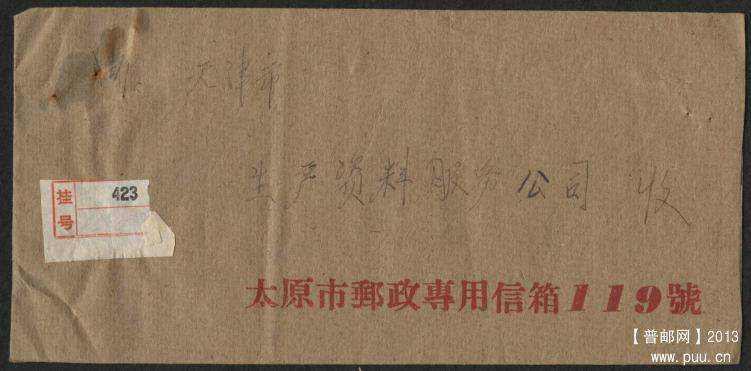 天津市
挂号 423
生产资料服务公司 收
太原市郵政專用信箱119號
【普邮网】2013
www.puu.cn